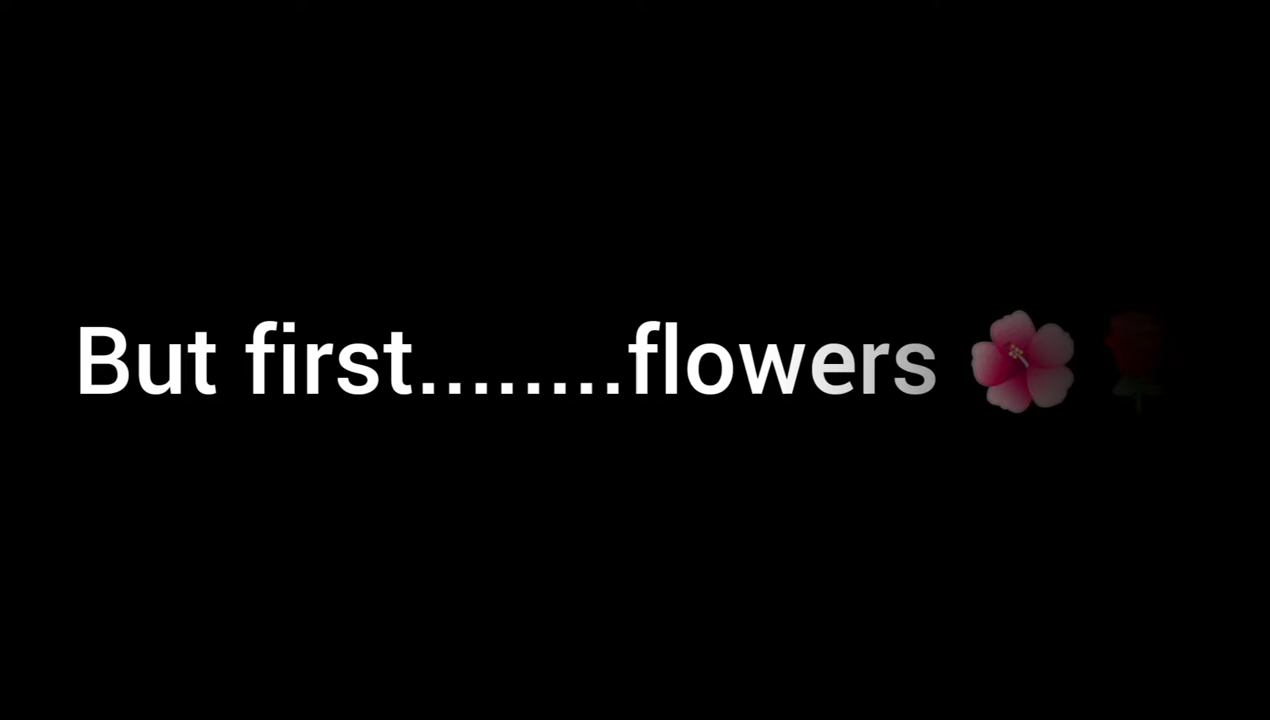 But first........flowers 🌺🌹